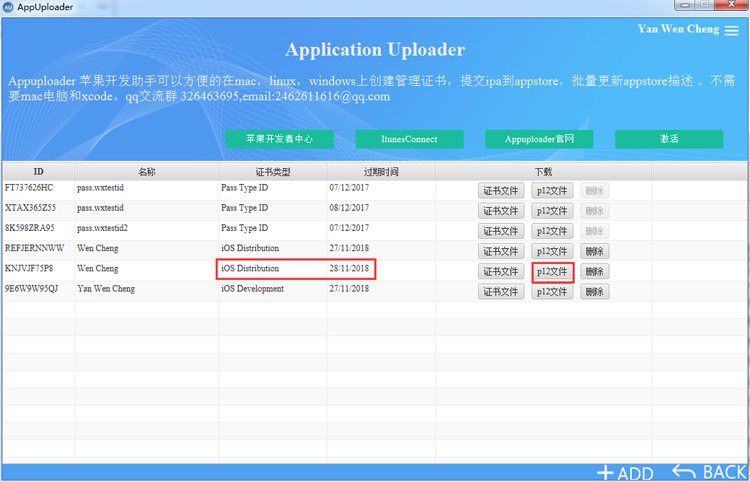 AppUploader
Yan Wen Cheng
Application Uploader
Appuploader 苹果开发助手可以方便的在mac，linux，windows上创建管理证书，提交ipa到appstore，批量更新appstore描述 。不需
要mac电脑和xcode。qq交流群 326463695,email:2462611616@qq.com
苹果开发者中心 ItunesConnect Appuploader官网 激活
ID 名称 证书类型 过期时间 下载
FT737626HC pass.wxtestid Pass Type ID 07/12/2017 证书文件 p12文件 删除
XTAX365Z55 pass.wxtestid Pass Type ID 08/12/2017 证书文件 p12文件 删除
8K598ZRA95 pass.wxtestid2 Pass Type ID 07/12/2017 证书文件 p12文件 删除
REFJERNNWW Wen Cheng iOS Distribution 27/11/2018 证书文件 p12文件 删除
KNJVJF75P8 Wen Cheng iOS Distribution 28/11/2018 证书文件 p12文件 删除
9E6W9W95QJ Yan Wen Cheng iOS Development 27/11/2018 证书文件 p12文件 删除
ADD BACK